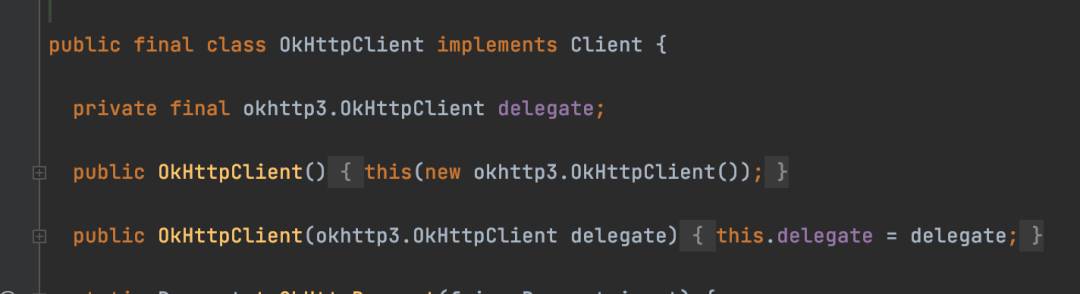 public final class OkHttpClient implements Client {
private final okhttp3.OkHttpClient delegate;
public OkHttpClient() { this(new okhttp3.OkHttpClient()); }
public OkHttpClient(okhttp3.OkHttpClient delegate) { this.delegate = delegate; }